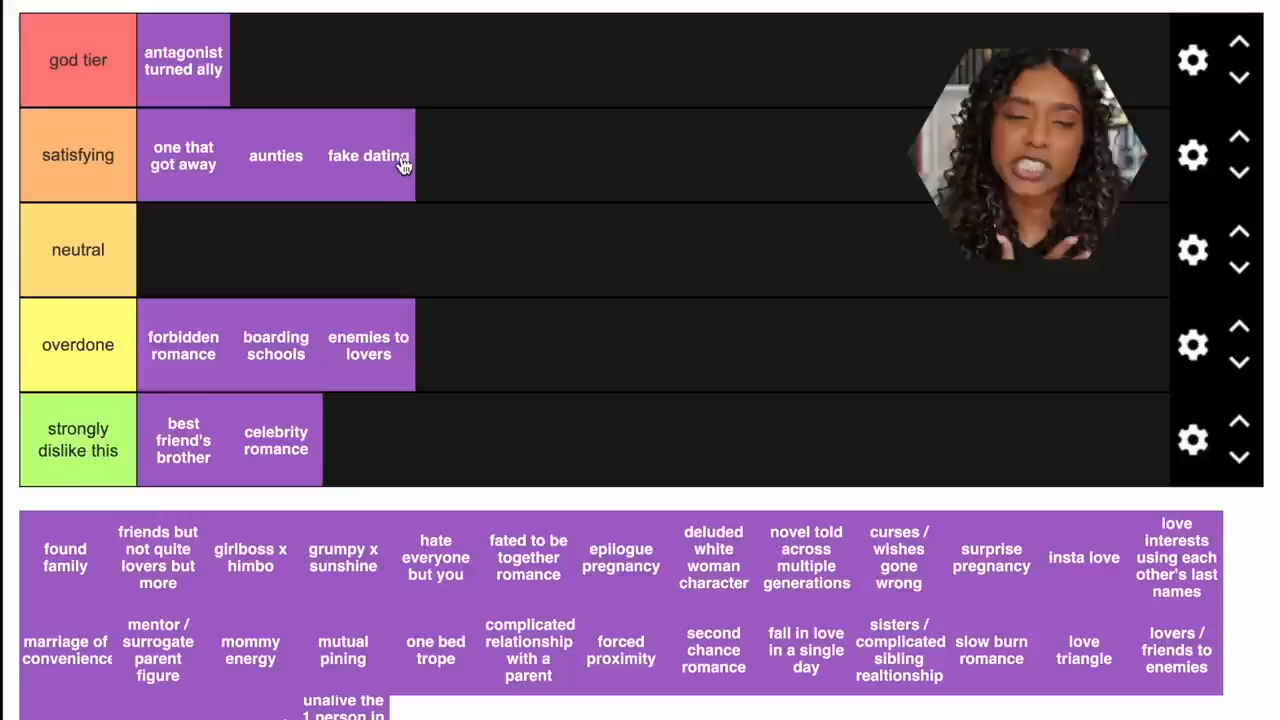 god tier
antagonist
turned ally
satisfying
one that
got away
aunties
fake dating
neutral
overdone
forbidden
romance
boarding
schools
enemies to
lovers
strongly
dislike this
best
friend's
brother
celebrity
romance
found
family
friends but
not quite
lovers but
more
girlboss x
himbo
grumpy x
sunshine
hate
everyone
but you
fated to be
together
romance
epilogue
pregnancy
deluded
white
woman
character
novel told
across
multiple
generations
curses /
wishes
gone
wrong
surprise
pregnancy
insta love
love
interests
using each
other's last
names
marriage of
convenience
mentor /
surrogate
parent
figure
mommy
energy
mutual
pining
one bed
trope
complicated
relationship
with a
parent
forced
proximity
second
chance
romance
fall in love
in a single
day
sisters /
complicated
sibling
realtionship
slow burn
romance
love
triangle
lovers /
friends to
enemies
unalive the
1 person in